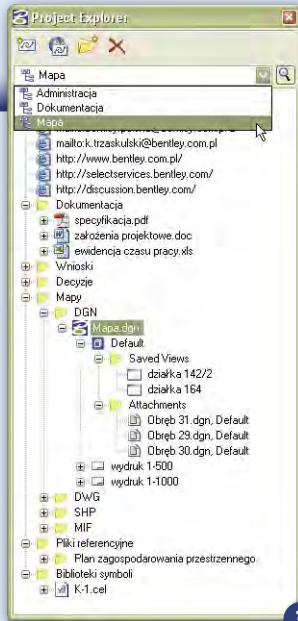 Project Explorer
Mapa
Administracja
Dokumentacja
Mapa
mailto:k.trzaskulski@bentley.com.pl
http://www.bentley.com.pl/
http://selectservices.bentley.com/
http://discussion.bentley.com/
Dokumentacja
specyfikacja.pdf
założenia projektowe.doc
ewidencja czasu pracy.xls
Wnioski
Decyzje
Mapy
DGN
Mapa.dgn
Default
Saved Views
działka 142/2
działka 164
Attachments
Obręb 31.dgn, Default
Obręb 29.dgn, Default
Obręb 30.dgn, Default
wydruk 1-500
wydruk 1-1000
DWG
SHP
MIF
Pliki referencyjne
Plan zagospodarowania przestrzennego
Biblioteki symboli
K-1.cel